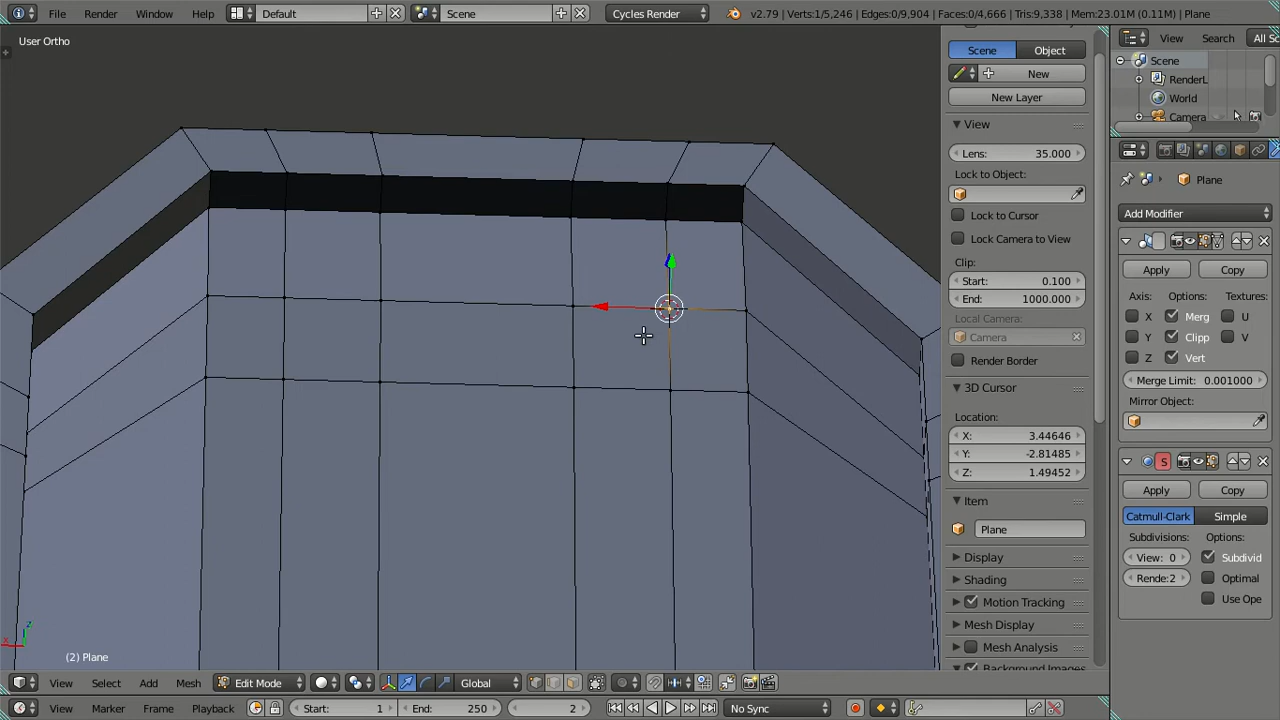 File Render Window Help Default Scene Cycles Render v2.79 | Verts:1/5,246 | Edges:0/9,904 | Faces:0/4,666 | Tris:9,338 | Mem:23.01M (0.11M) | Plane
User Ortho
Scene Object
New
New Layer
View
Lens: 35.000
Lock to Object:
Lock to Cursor
Lock Camera to View
Clip:
Start: 0.100
End: 1000.000
Local Camera:
Camera
Render Border
3D Cursor
Location:
X: 3.44646
Y: -2.81485
Z: 1.49452
Item
Plane
Display
Shading
Motion Tracking
Mesh Display
Mesh Analysis
Background Images
View Search All Sc
Scene
RenderL
World
Camera
Plane
Add Modifier
Apply Copy
Axis: Options: Textures:
X Merg U
Y Clipp V
Z Vert
Merge Limit: 0.001000
Mirror Object:
S
Apply Copy
Catmull-Clark Simple
Subdivisions: Options:
View: 0 Subdivid
Rende:2 Optimal
Use Ope
x z
(2) Plane
View Select Add Mesh Edit Mode Global
View Marker Frame Playback Start: 1 End: 250 2 No Sync